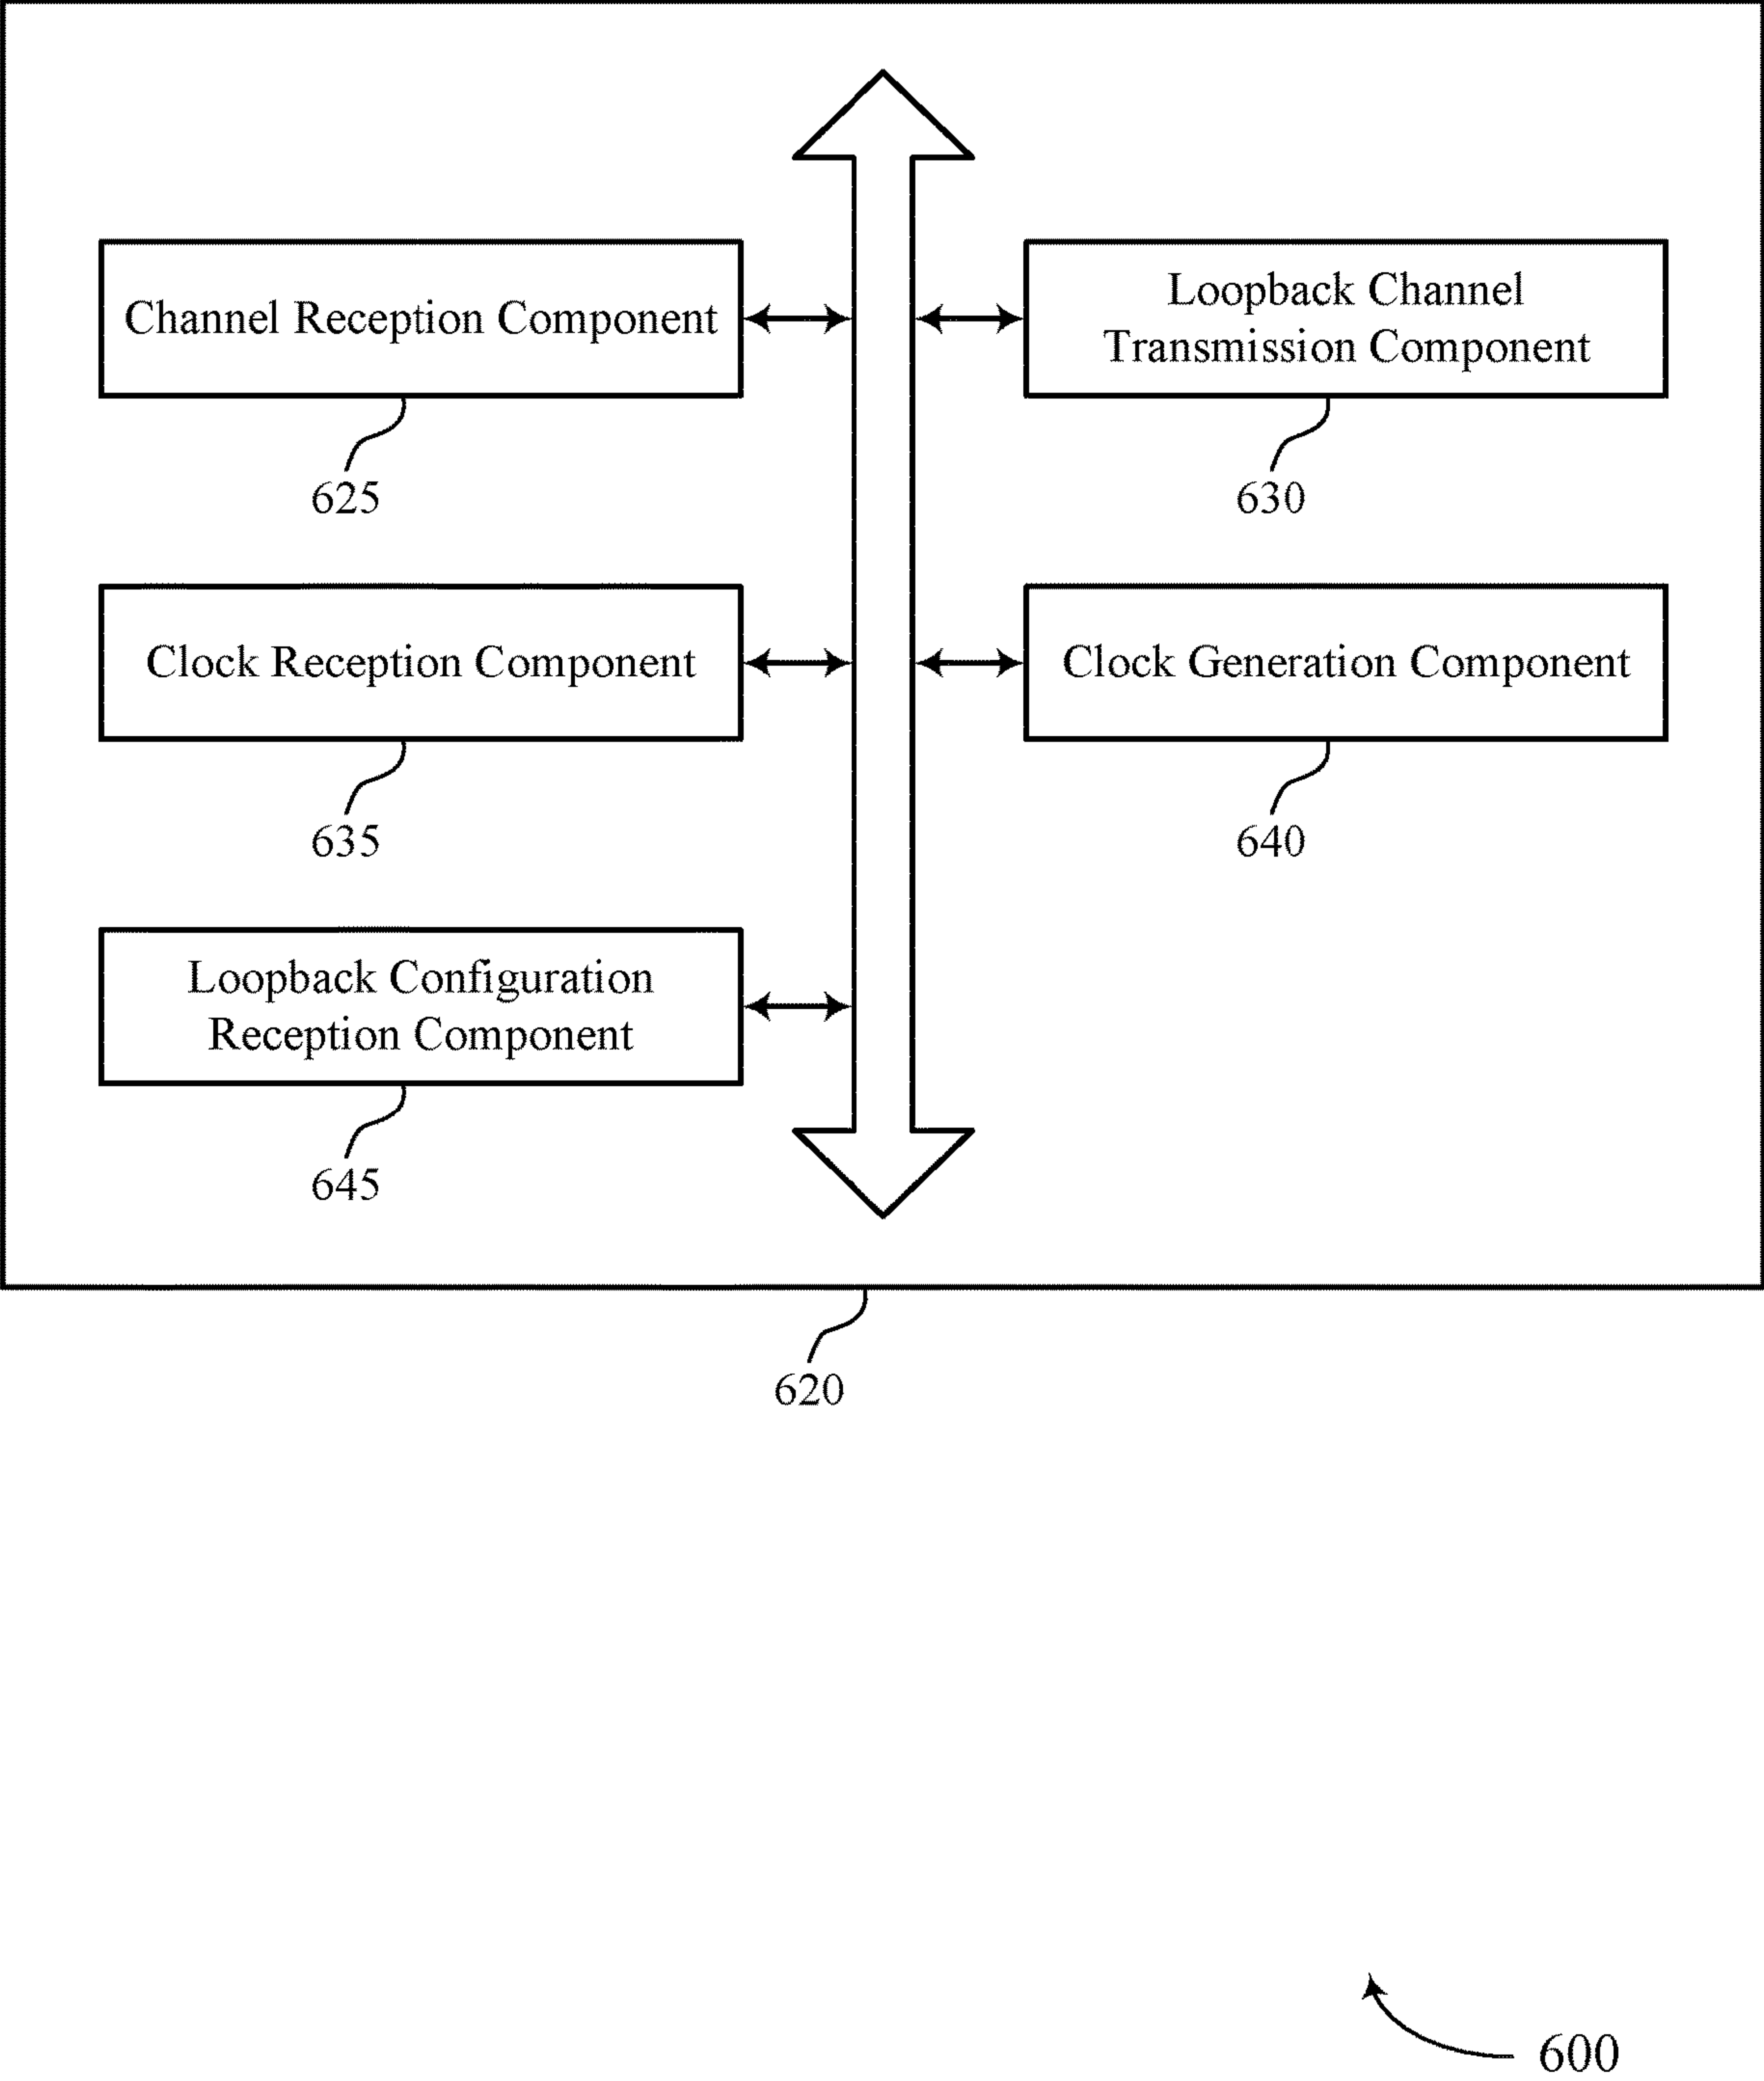 Channel Reception Component
625
Loopback Channel
Transmission Component
630
Clock Reception Component
635
Clock Generation Component
640
Loopback Configuration
Reception Component
645
620
600